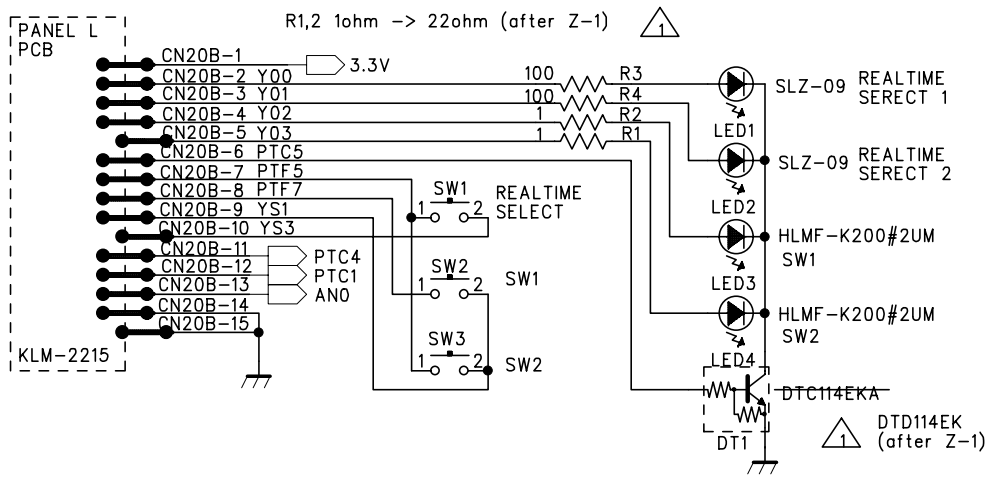 R1,2 1ohm -> 22ohm (after Z-1)
1
PANEL L
PCB
CN20B-1
3.3V
CN20B-2 Y00
100
R3
CN20B-3 Y01
100
R4
CN20B-4 Y02
1
R2
CN20B-5 Y03
1
R1
CN20B-6 PTC5
CN20B-7 PTF5
CN20B-8 PTF7
CN20B-9 YS1
CN20B-10 YS3
CN20B-11
PTC4
CN20B-12
PTC1
CN20B-13
AN0
CN20B-14
CN20B-15
KLM-2215
SW1
1
2
REALTIME
SELECT
SW2
1
2
SW1
SW3
1
2
SW2
SLZ-09
REALTIME
SERECT 1
LED1
SLZ-09
REALTIME
SERECT 2
LED2
HLMF-K200#2UM
SW1
LED3
HLMF-K200#2UM
SW2
LED4
DTC114EKA
DT1
1
DTD114EK
(after Z-1)